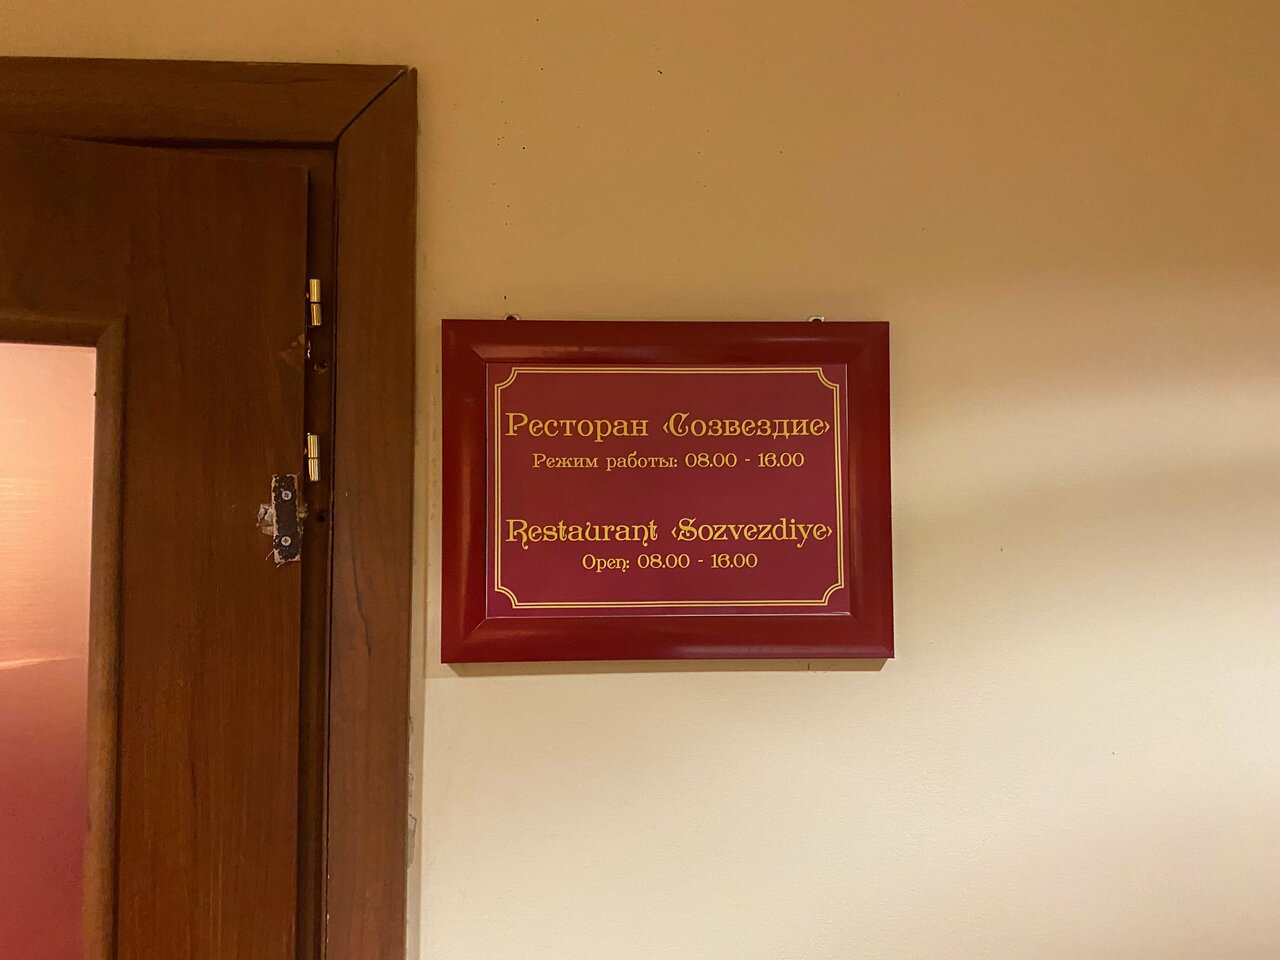 Ресторан ‹Созвездие›
Режим работы: 08.00 - 16.00
Restaurant ‹Sozvezdiye›
Open: 08.00 - 16.00